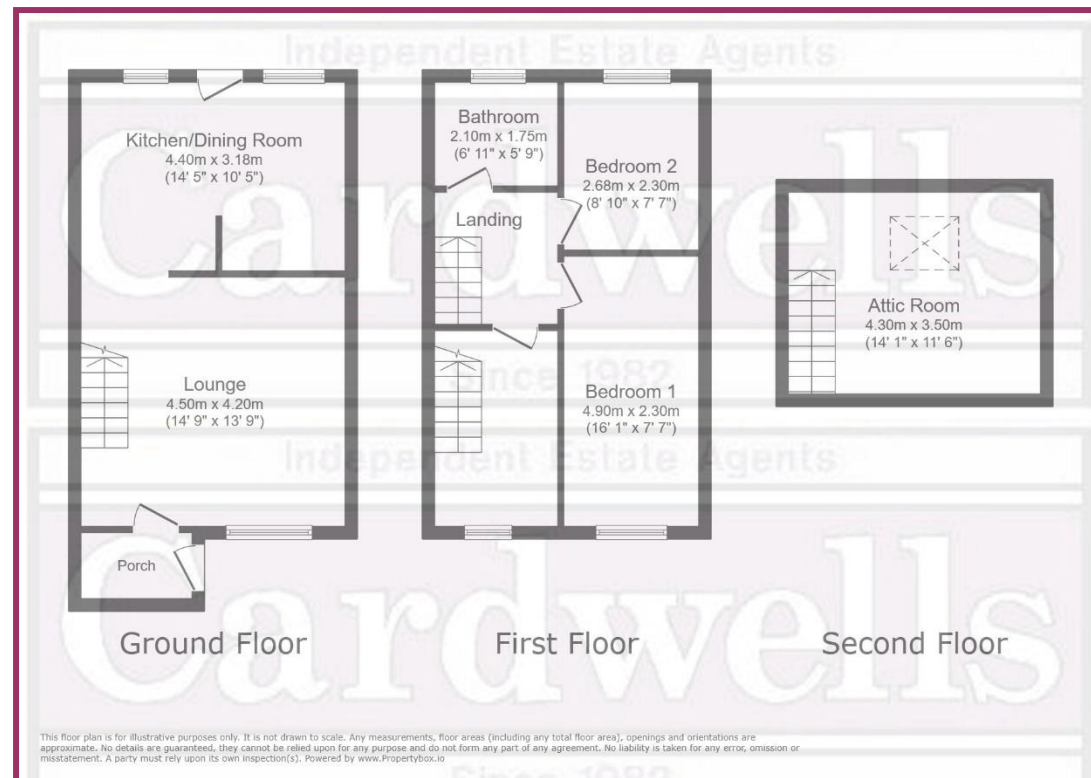 Independent Estate Agents
Kitchen/Dining Room
4.40m x 3.18m
(14' 5" x 10' 5")
Lounge
4.50m x 4.20m
(14' 9" x 13' 9")
Porch
Ground Floor
Bathroom
2.10m x 1.75m
(6' 11" x 5' 9")
Bedroom 2
2.68m x 2.30m
(8' 10" x 7' 7")
Landing
Bedroom 1
4.90m x 2.30m
(16' 1" x 7' 7")
First Floor
Attic Room
4.30m x 3.50m
(14' 1" x 11' 6")
Second Floor
Cardwells
Since 1982
Independent Estate Agents
Cardwells
Since 1982
This floor plan is for illustrative purposes only. It is not drawn to scale. Any measurements, floor areas (including any total floor area), openings and orientations are
approximate. No details are guaranteed, they cannot be relied upon for any purpose and do not form any part of any agreement. No liability is taken for any error, omission or
misstatement. A party must rely upon its own inspection(s). Powered by www.Propertybox.io